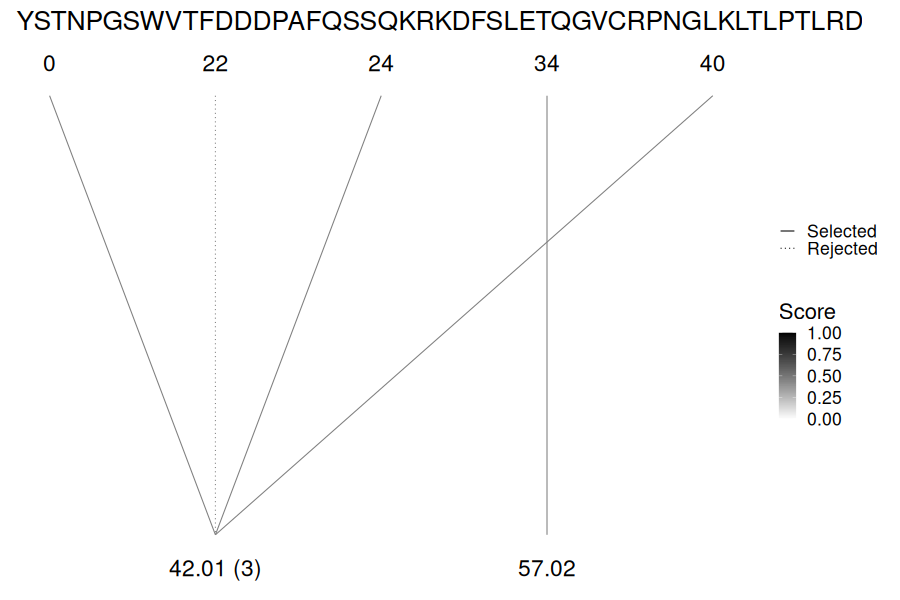 YSTNPGSWVTFDDDPAFQSSQKRKDFSLETQGVCRPNGLKLTLPTLRD
0 22 24 34 40
Selected
Rejected
Score
1.00
0.75
0.50
0.25
0.00
42.01 (3) 57.02